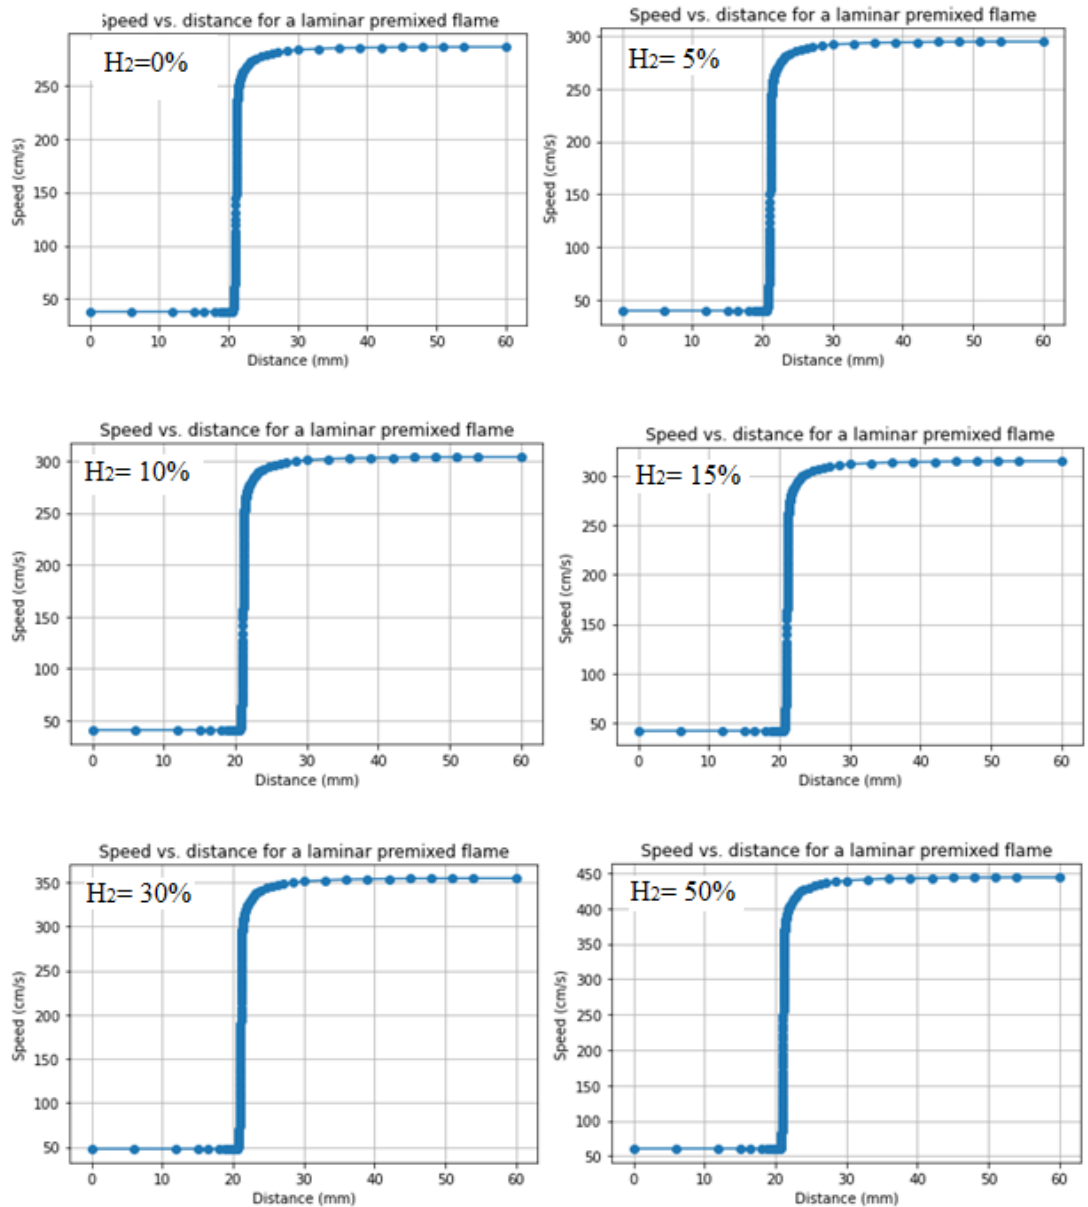 Speed vs. distance for a laminar premixed flame
H2=0%
250
200
150
100
50
Speed (cm/s)
0 10 20 30 40 50 60
Distance (mm)
Speed vs. distance for a laminar premixed flame
H2= 5%
300
250
200
150
100
50
Speed (cm/s)
0 10 20 30 40 50 60
Distance (mm)
Speed vs. distance for a laminar premixed flame
H2= 10%
300
250
200
150
100
50
Speed (cm/s)
0 10 20 30 40 50 60
Distance (mm)
Speed vs. distance for a laminar premixed flame
H2= 15%
300
250
200
150
100
50
Speed (cm/s)
0 10 20 30 40 50 60
Distance (mm)
Speed vs. distance for a laminar premixed flame
H2= 30%
350
300
250
200
150
100
50
Speed (cm/s)
0 10 20 30 40 50 60
Distance (mm)
Speed vs. distance for a laminar premixed flame
H2= 50%
450
400
350
300
250
200
150
100
50
Speed (cm/s)
0 10 20 30 40 50 60
Distance (mm)